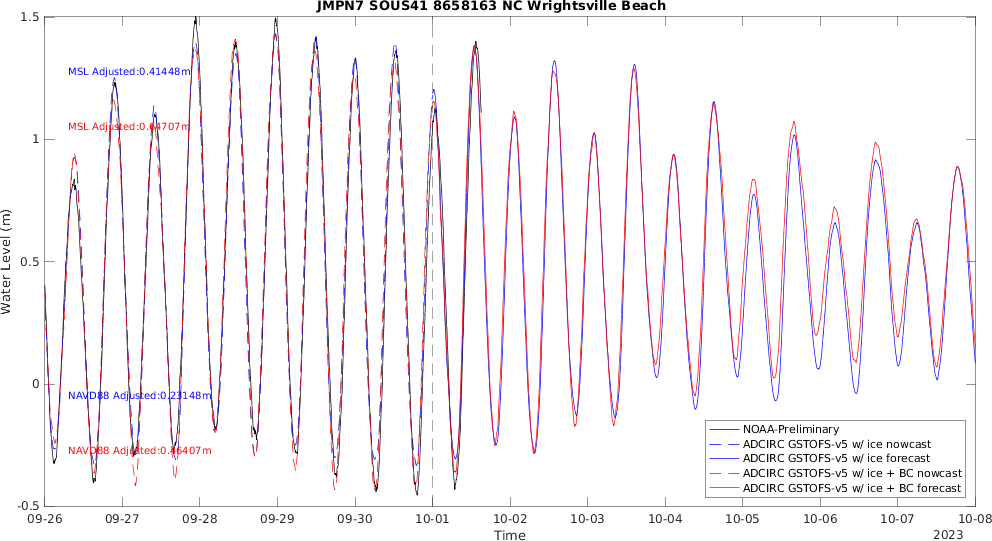 JMPN7 SOUS41 8658163 NC Wrightsville Beach
1.5
1
0.5
0
-0.5
Water Level (m)
MSL Adjusted:0.41448m
MSL Adjusted:0.64707m
NAVD88 Adjusted:0.23148m
NAVD88 Adjusted:0.46407m
NOAA-Preliminary
ADCIRC GSTOFS-v5 w/ ice nowcast
ADCIRC GSTOFS-v5 w/ ice forecast
ADCIRC GSTOFS-v5 w/ ice + BC nowcast
ADCIRC GSTOFS-v5 w/ ice + BC forecast
09-26 09-27 09-28 09-29 09-30 10-01 10-02 10-03 10-04 10-05 10-06 10-07 10-08
Time
2023